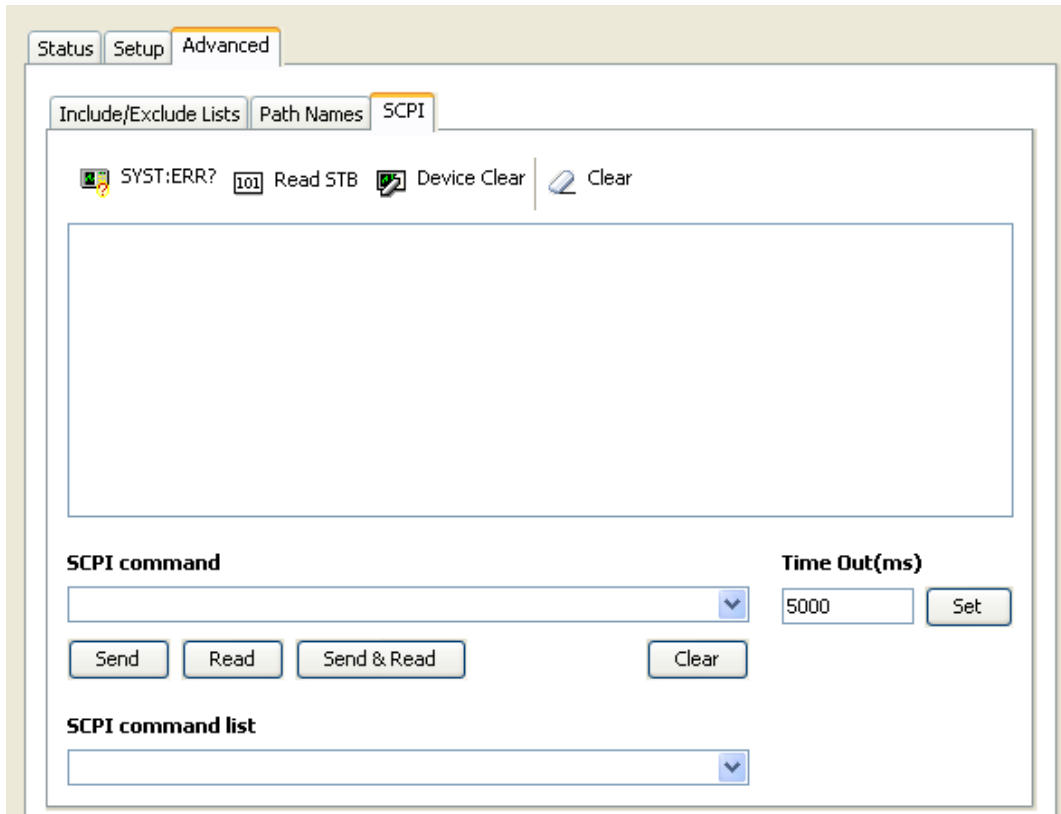 Status Setup Advanced
Include/Exclude Lists Path Names SCPI
SYST:ERR? 101 Read STB Device Clear Clear
SCPI command Time Out(ms)
5000 Set
Send Read Send & Read Clear
SCPI command list